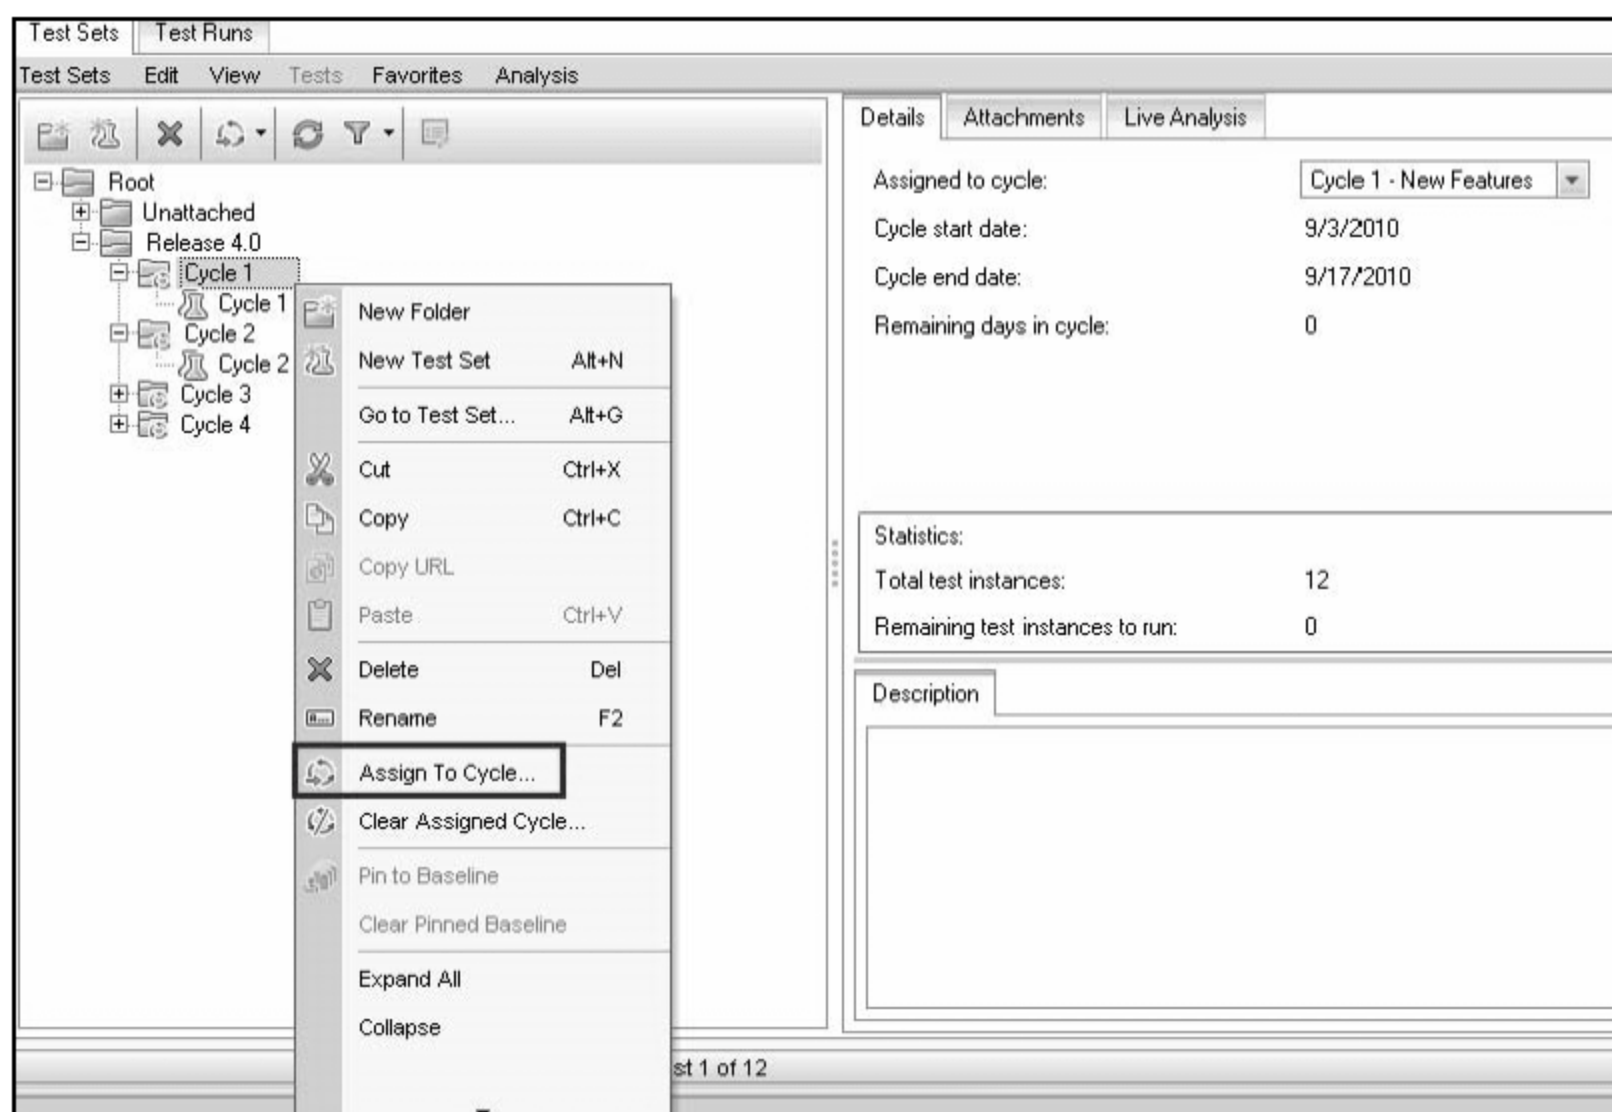 Test Sets Test Runs
Test Sets Edit View Tests Favorites Analysis
Root
Unattached
Release 4.0
Cycle 1
Cycle 1
Cycle 2
Cycle 2
Cycle 3
Cycle 4
New Folder
New Test Set Alt+N
Go to Test Set... Alt+G
Cut Ctrl+X
Copy Ctrl+C
Copy URL
Paste Ctrl+V
Delete Del
Rename F2
Assign To Cycle...
Clear Assigned Cycle...
Pin to Baseline
Clear Pinned Baseline
Expand All
Collapse
Details Attachments Live Analysis
Assigned to cycle: Cycle 1 - New Features
Cycle start date: 9/3/2010
Cycle end date: 9/17/2010
Remaining days in cycle: 0
Statistics:
Total test instances: 12
Remaining test instances to run: 0
Description
st 1 of 12